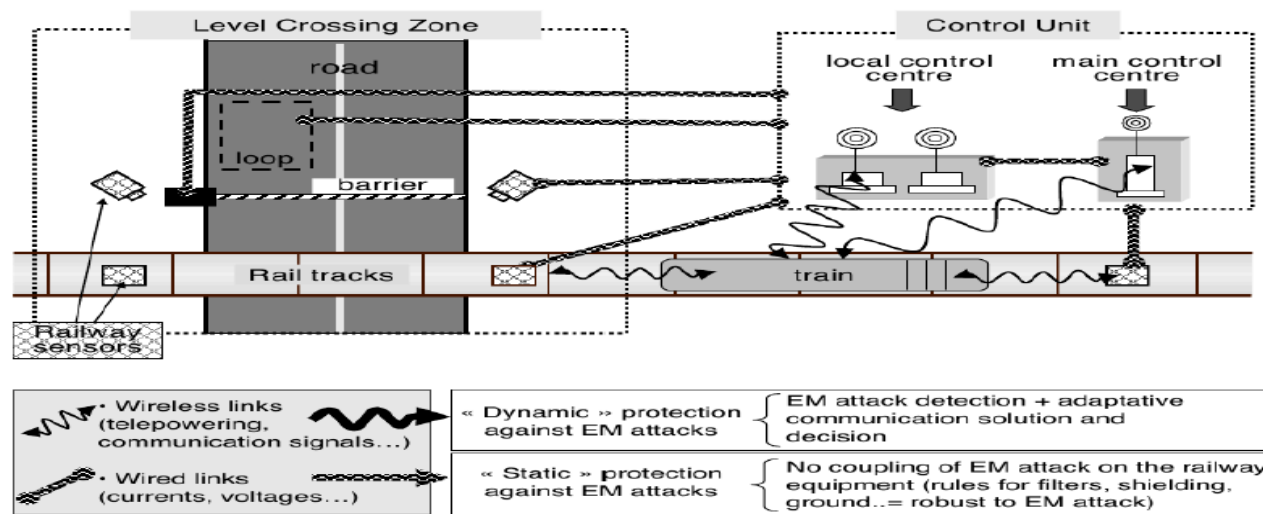 Level Crossing Zone
Control Unit
road
local control
centre
main control
centre
loop
barrier
Rail tracks
train
Railway
sensors
• Wireless links
(telepowering,
communication signals...)
• Wired links
(currents, voltages...)
« Dynamic » protection
against EM attacks
EM attack detection + adaptative
communication solution and
decision
« Static » protection
against EM attacks
No coupling of EM attack on the railway
equipment (rules for filters, shielding,
ground..= robust to EM attack)